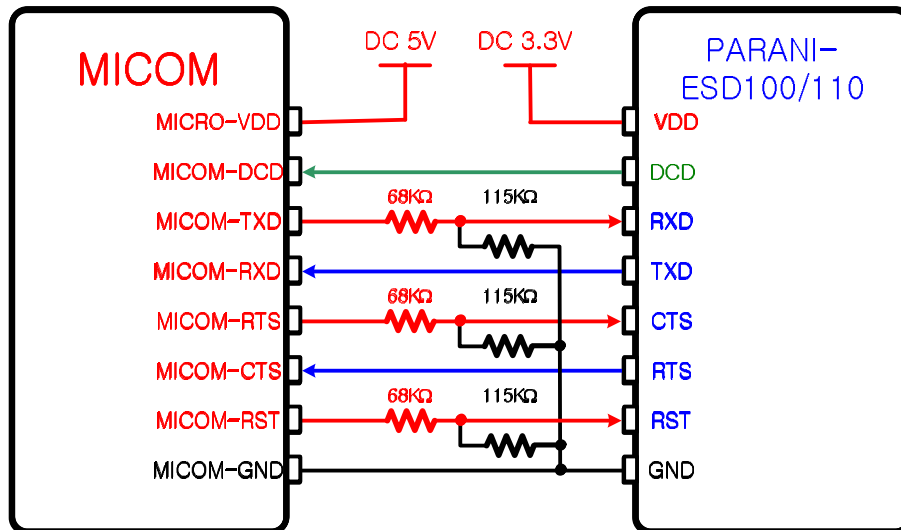 DC 5V
DC 3.3V
MICOM
PARANI-
ESD100/110
MICRO-VDD
VDD
MICOM-DCD
DCD
68KΩ
115KΩ
MICOM-TXD
RXD
MICOM-RXD
TXD
68KΩ
115KΩ
MICOM-RTS
CTS
MICOM-CTS
RTS
68KΩ
115KΩ
MICOM-RST
RST
MICOM-GND
GND